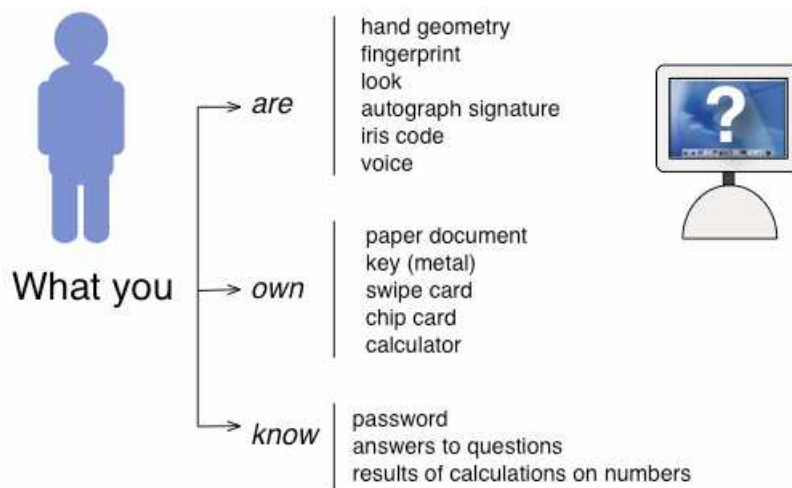 What you
are
hand geometry
fingerprint
look
autograph signature
iris code
voice
?
own
paper document
key (metal)
swipe card
chip card
calculator
know
password
answers to questions
results of calculations on numbers